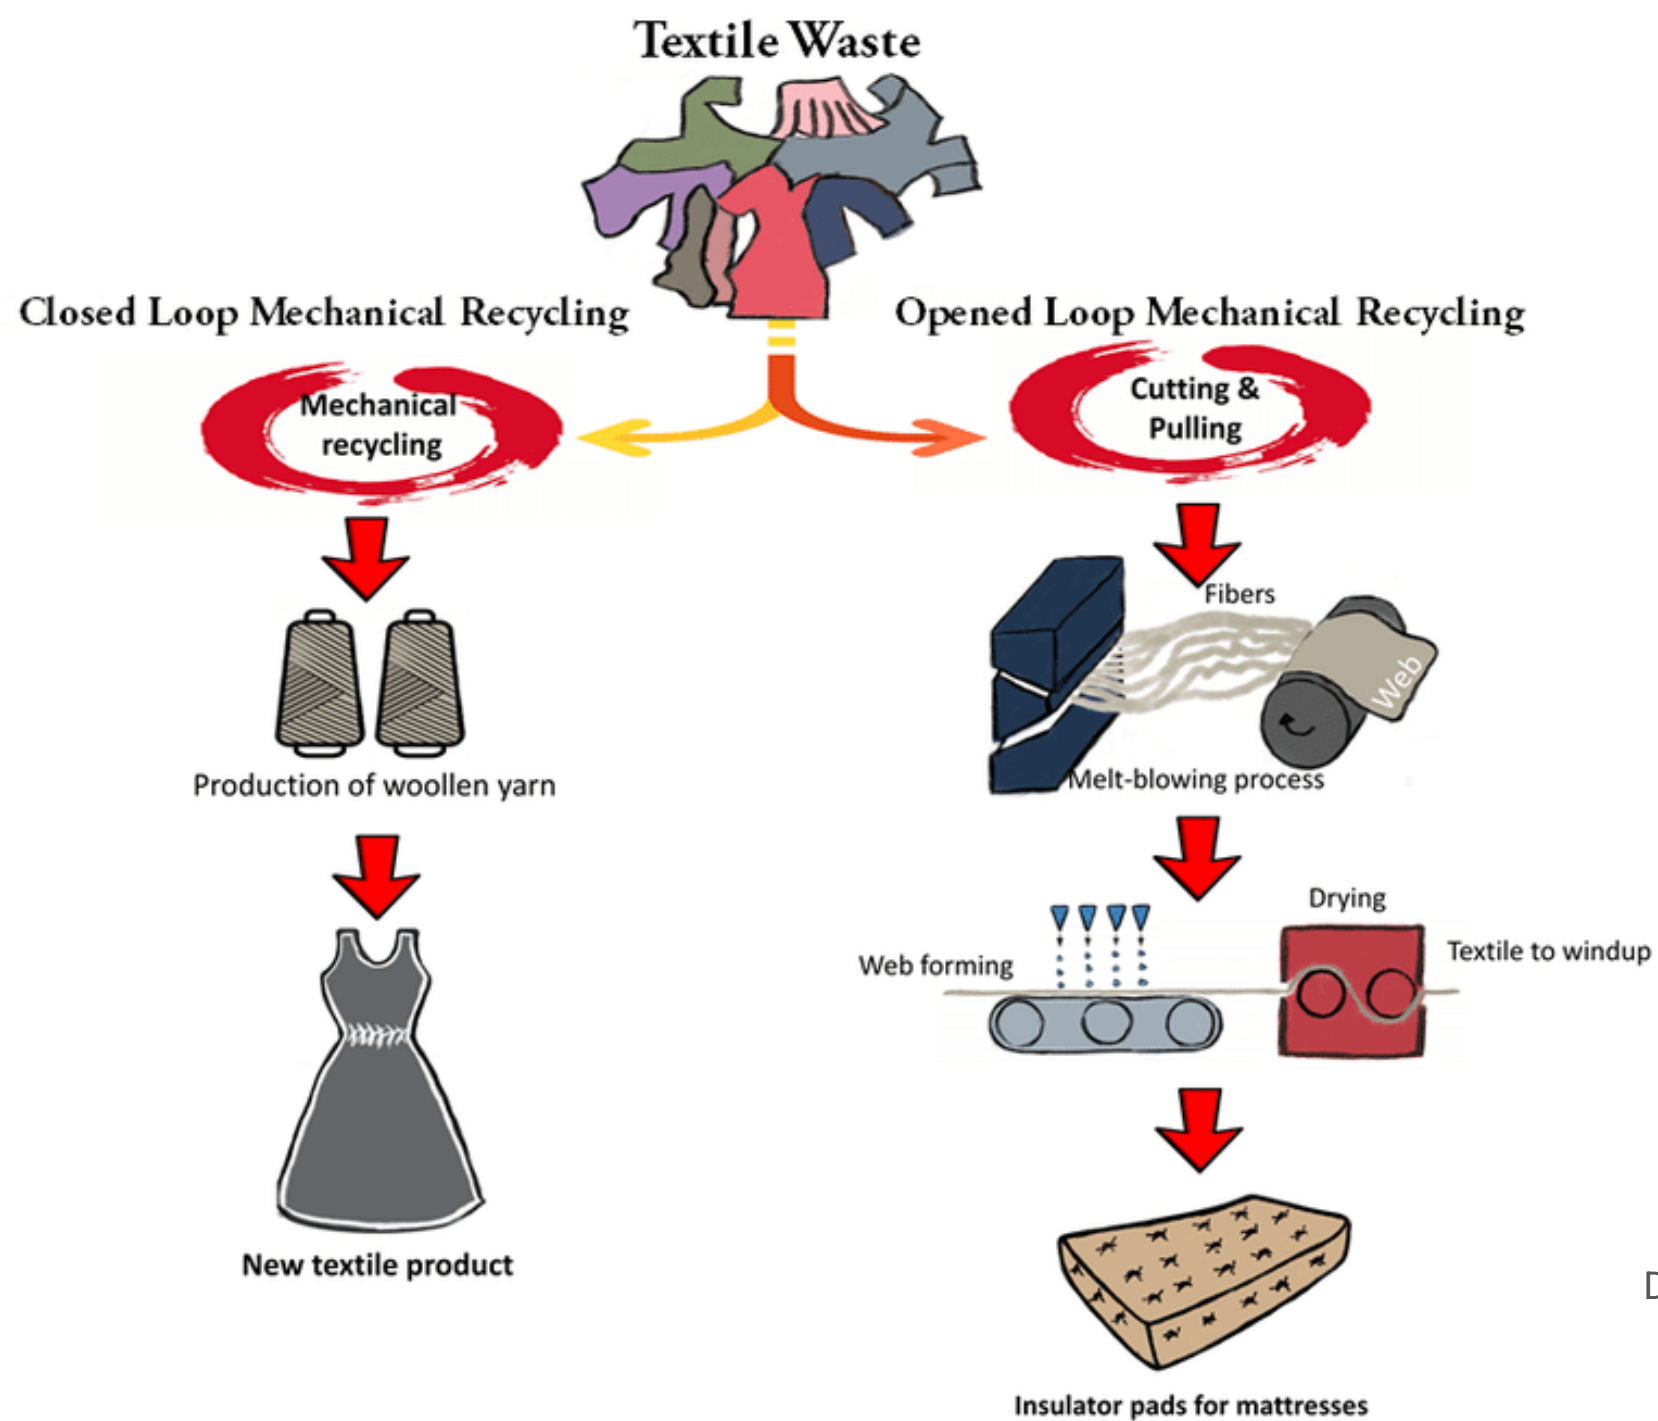 Textile Waste
Closed Loop Mechanical Recycling
Mechanical
recycling
Production of woollen yarn
New textile product
Opened Loop Mechanical Recycling
Cutting &
Pulling
Fibers
Web
Melt-blowing process
Drying
Web forming
Textile to windup
Insulator pads for mattresses